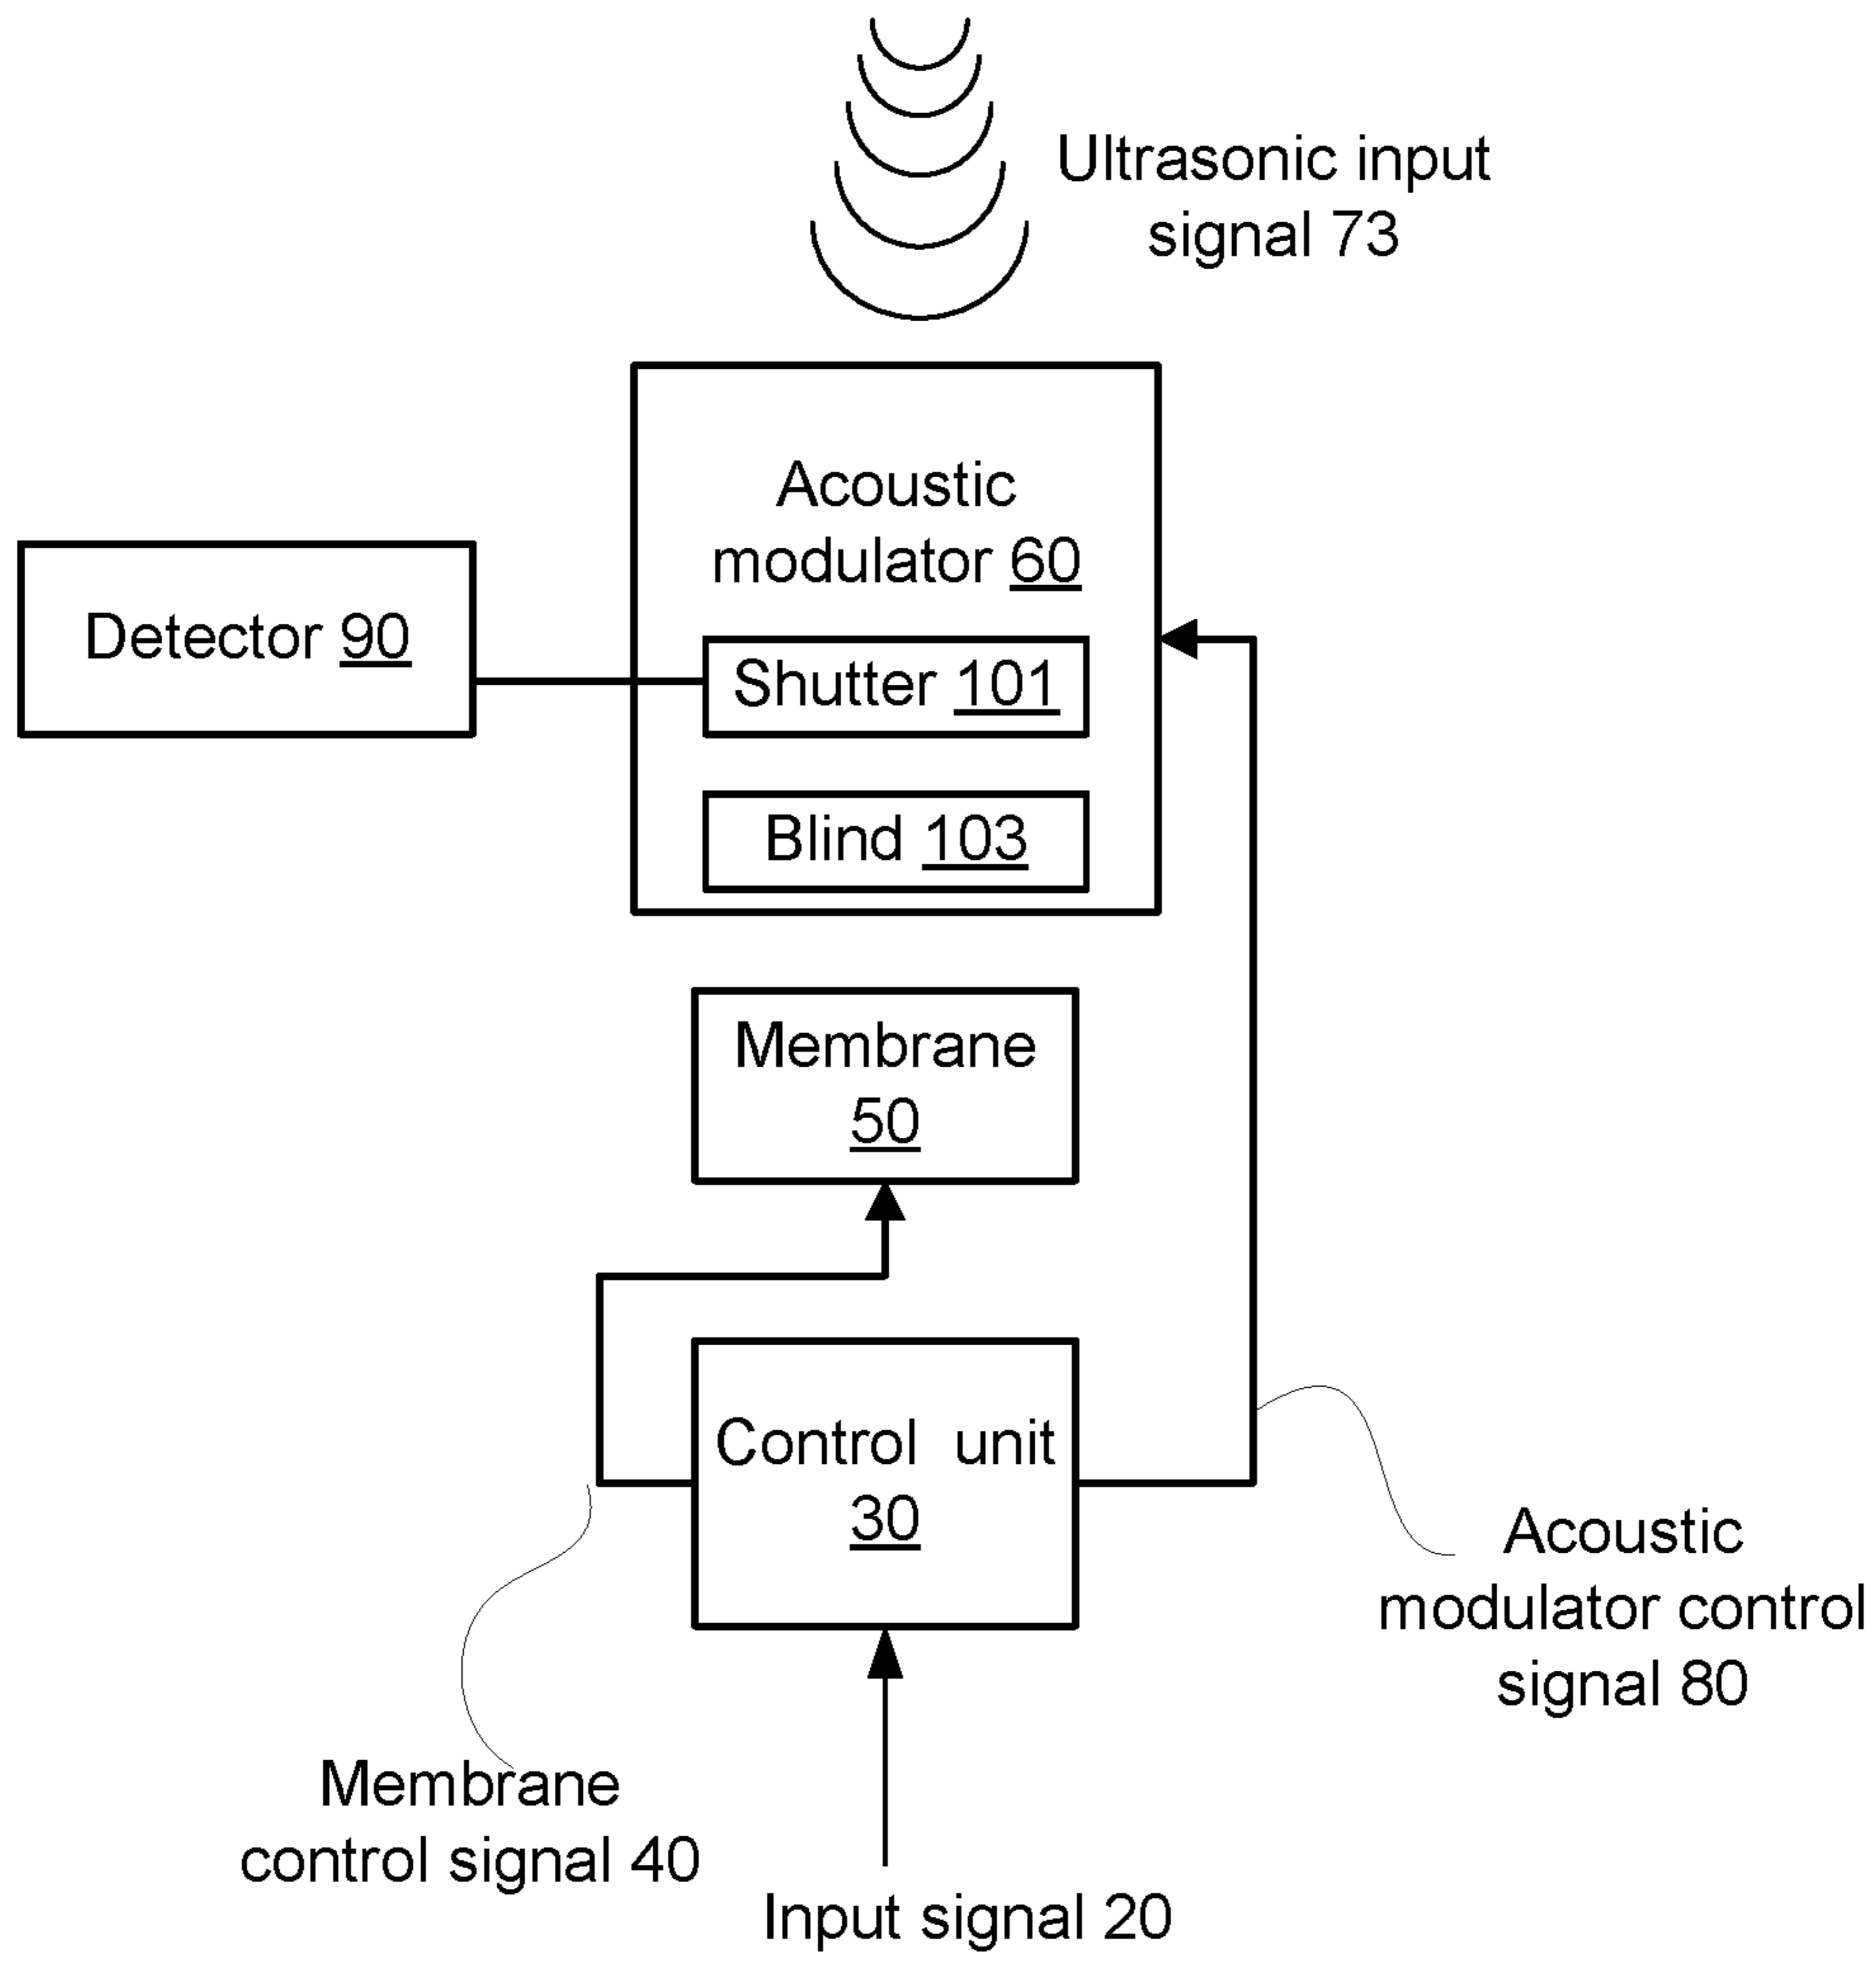 Ultrasonic input
signal 73
Acoustic
modulator 60
Detector 90
Shutter 101
Blind 103
Membrane
50
Control unit
30
Acoustic
modulator control
signal 80
Membrane
control signal 40
Input signal 20